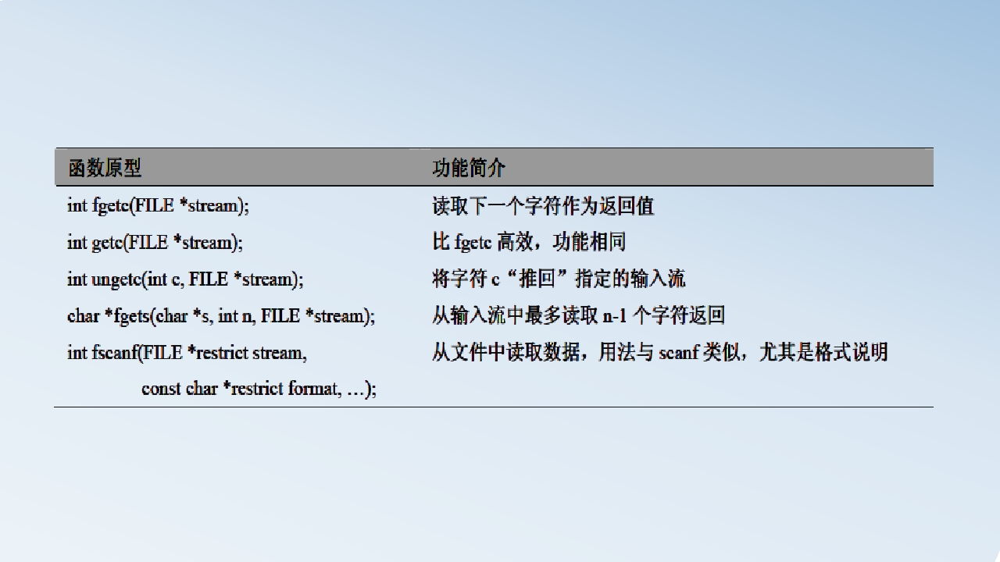 函数原型 功能简介
int fgetc(FILE *stream); 读取下一个字符作为返回值
int getc(FILE *stream); 比 fgetc 高效，功能相同
int ungetc(int c, FILE *stream); 将字符 c“推回”指定的输入流
char *fgets(char *s, int n, FILE *stream); 从输入流中最多读取 n-1 个字符返回
int fscanf(FILE *restrict stream, 从文件中读取数据，用法与 scanf 类似，尤其是格式说明
const char *restrict format, …);